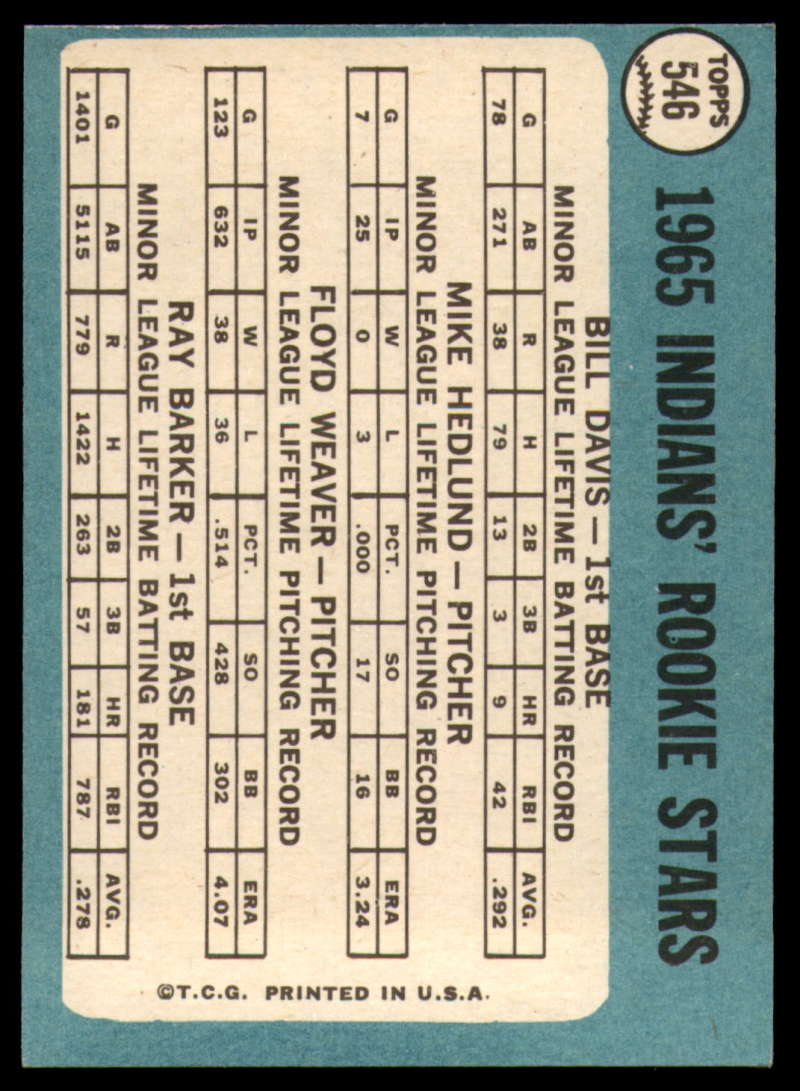 TOPPS
546
1965 INDIANS' ROOKIE STARS
BILL DAVIS — 1st BASE
MINOR LEAGUE LIFETIME BATTING RECORD
G AB R H 2B 3B HR RBI AVG.
78 271 38 79 13 3 9 42 .292
MIKE HEDLUND — PITCHER
MINOR LEAGUE LIFETIME PITCHING RECORD
G IP W L PCT. SO BB ERA
7 25 0 3 .000 17 16 3.24
FLOYD WEAVER — PITCHER
MINOR LEAGUE LIFETIME PITCHING RECORD
G IP W L PCT. SO BB ERA
123 632 38 36 .514 428 302 4.07
RAY BARKER — 1st BASE
MINOR LEAGUE LIFETIME BATTING RECORD
G AB R H 2B 3B HR RBI AVG.
1401 5115 779 1422 263 57 181 787 .278
©T.C.G. PRINTED IN U.S.A.